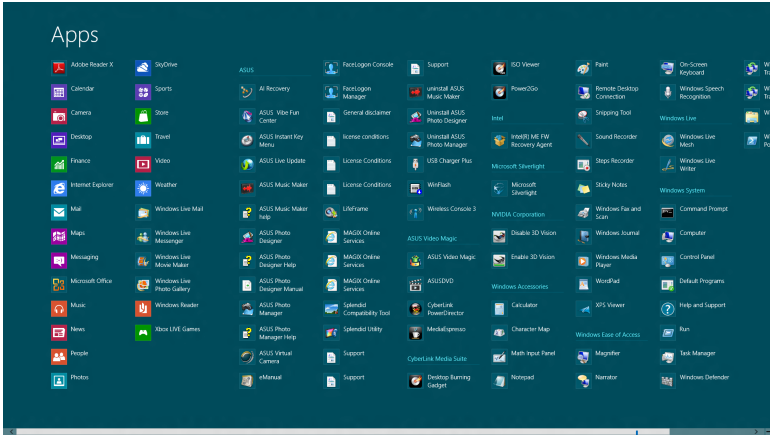 Apps
Adobe Reader X
Calendar
Camera
Desktop
Finance
Internet Explorer
Mail
Maps
Messaging
Microsoft Office
Music
News
People
Photos
SkyDrive
Sports
Store
Travel
Video
Weather
Windows Live Mail
Windows Live
Messenger
Windows Live
Movie Maker
Windows Live
Photo Gallery
Windows Reader
Xbox LIVE Games
ASUS
AI Recovery
ASUS Vibe Fun
Center
ASUS Instant Key
Menu
ASUS Live Update
ASUS Music Maker
ASUS Music Maker
help
ASUS Photo
Designer
ASUS Photo
Designer Help
ASUS Photo
Designer Manual
ASUS Photo
Manager
ASUS Photo
Manager Help
ASUS Virtual
Camera
eManual
FaceLogon Console
FaceLogon
Manager
General disclaimer
license conditions
License Conditions
License Conditions
LifeFrame
MAGIX Online
Services
MAGIX Online
Services
MAGIX Online
Services
Splendid
Compatibility Tool
Splendid Utility
Support
Support
Support
uninstall ASUS
Music Maker
Uninstall ASUS
Photo Designer
Uninstall ASUS
Photo Manager
USB Charger Plus
WinFlash
Wireless Console 3
ASUS Video Magic
ASUS Video Magic
ASUSDVD
CyberLink
PowerDirector
MediaEspresso
CyberLink Media Suite
Desktop Burning
Gadget
ISO Viewer
Power2Go
Intel
Intel(R) ME FW
Recovery Agent
Microsoft Silverlight
Microsoft
Silverlight
NVIDIA Corporation
Disable 3D Vision
Enable 3D Vision
Windows Accessories
Calculator
Character Map
Math Input Panel
Notepad
Paint
Remote Desktop
Connection
Snipping Tool
Sound Recorder
Steps Recorder
Sticky Notes
Windows Fax and
Scan
Windows Journal
Windows Media
Player
WordPad
XPS Viewer
Windows Ease of Access
Magnifier
Narrator
On-Screen
Keyboard
Windows Speech
Recognition
Windows Live
Windows Live
Mesh
Windows Live
Writer
Windows System
Command Prompt
Computer
Control Panel
Default Programs
Help and Support
Run
Task Manager
Windows Defender